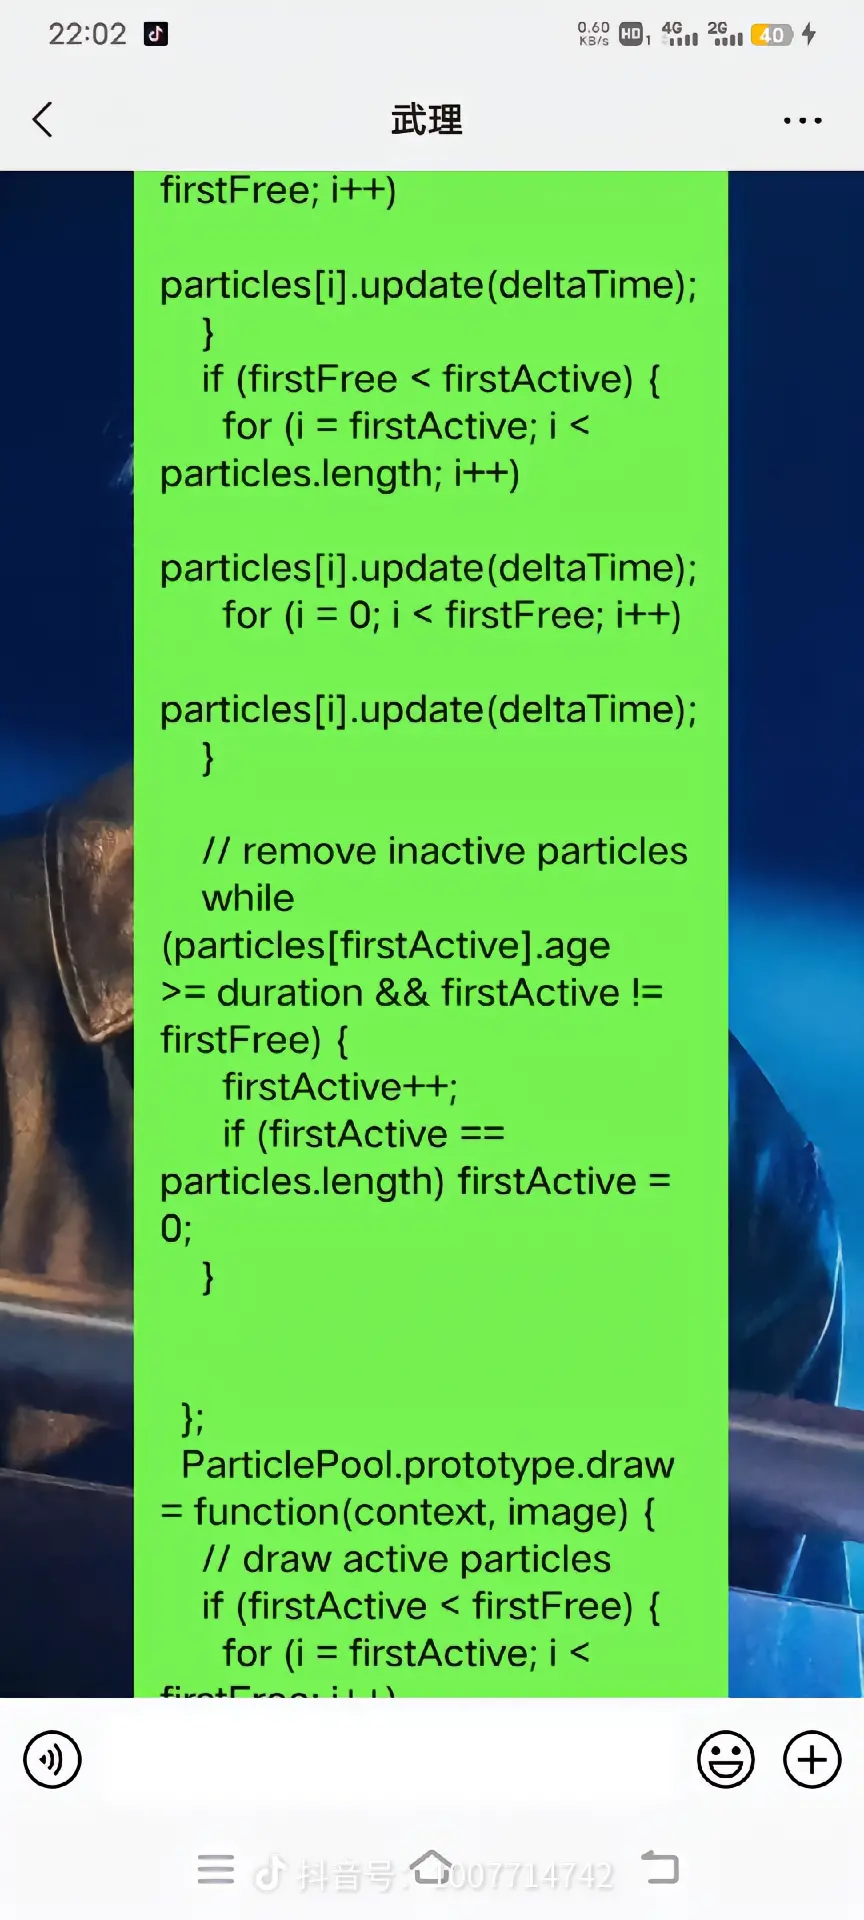 22:02
0.60
KB/s
HD 1
4G
2G
40
武理
firstFree; i++)
particles[i].update(deltaTime);
}
if (firstFree < firstActive) {
for (i = firstActive; i <
particles.length; i++)
particles[i].update(deltaTime);
for (i = 0; i < firstFree; i++)
particles[i].update(deltaTime);
}
// remove inactive particles
while
(particles[firstActive].age
>= duration && firstActive !=
firstFree) {
firstActive++;
if (firstActive ==
particles.length) firstActive =
0;
}
};
ParticlePool.prototype.draw
= function(context, image) {
// draw active particles
if (firstActive < firstFree) {
for (i = firstActive; i <
firstFree; i++)
抖音号: 1007714742